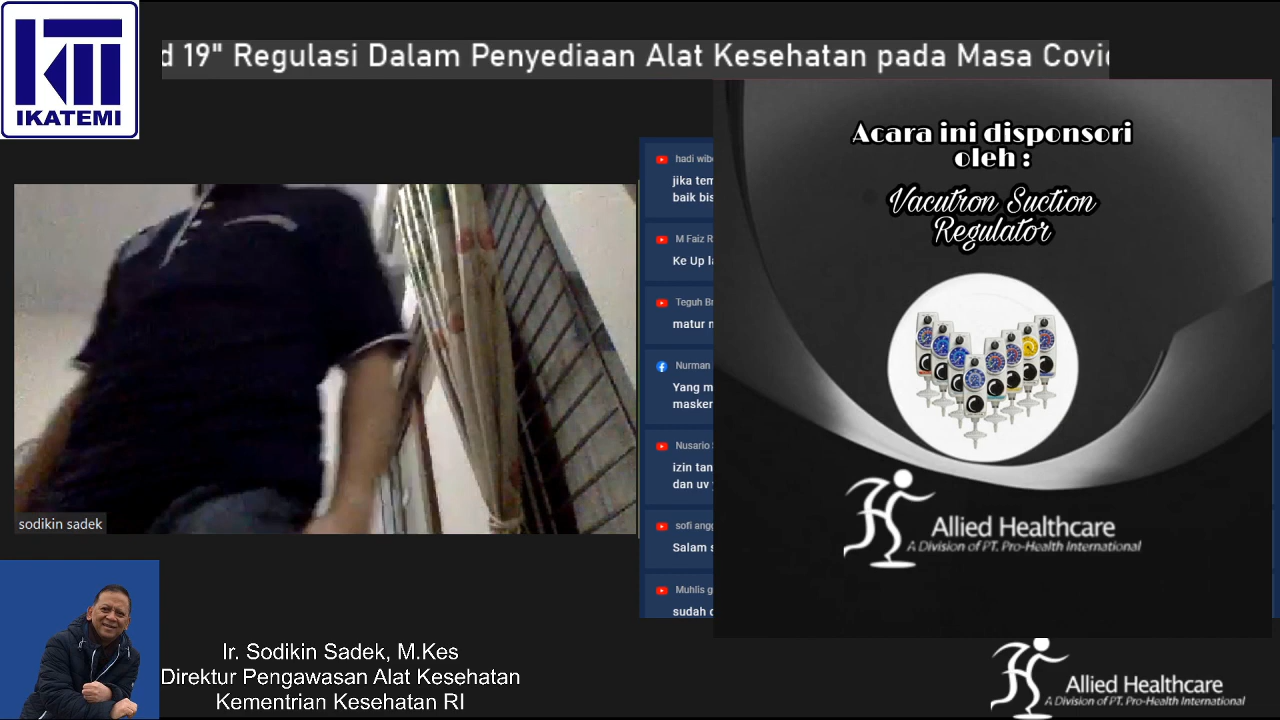 IKATEMI
d 19" Regulasi Dalam Penyediaan Alat Kesehatan pada Masa Covi
Acara ini disponsori
oleh :
Vacutron Suction
Regulator
Allied Healthcare
A Division of PT. Pro-Health International
hadi wib
jika tem
baik bis
M Faiz R
Ke Up la
Teguh Br
matur n
Nurman
Yang m
masker
Nusario S
izin tan
dan uv
sofi ang
Salam s
Muhlis g
sudah
sodikin sadek
Ir. Sodikin Sadek, M.Kes
Direktur Pengawasan Alat Kesehatan
Kementrian Kesehatan RI
Allied Healthcare
A Division of PT. Pro-Health International